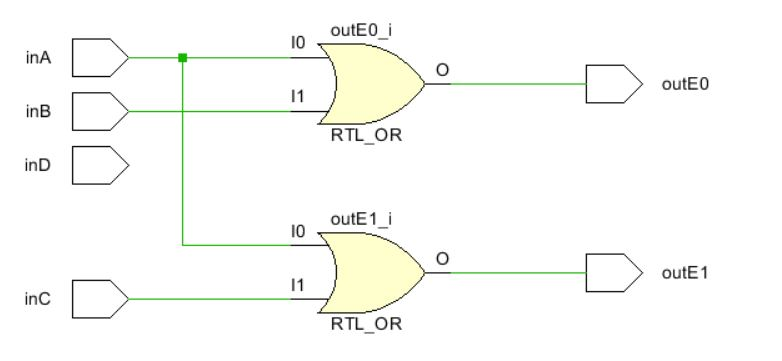 outE0_i
inA
I0
O
outE0
inB
I1
RTL_OR
inD
outE1_i
I0
O
outE1
inC
I1
RTL_OR